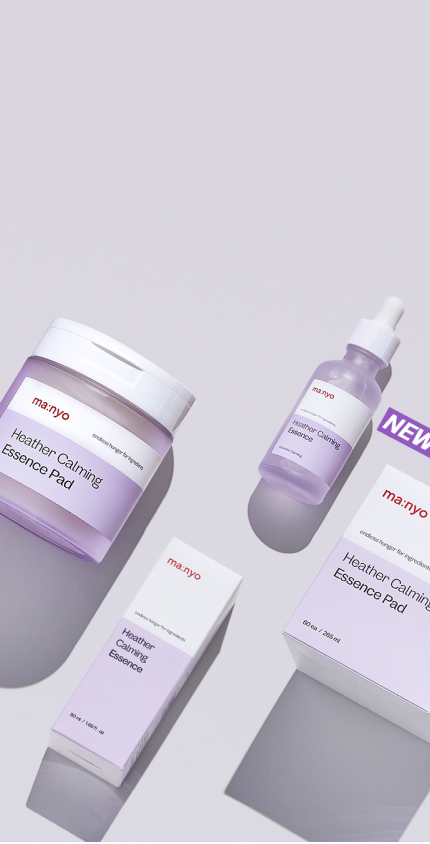 ma:nyo
endless hunger for ingredients
Heather Calming
Essence Pad
ma:nyo
Heather Calming
Essence
NEW
ma:nyo
endless hunger for ingredients
Heather Calming
Essence Pad
60 ea / 265 ml
ma:nyo
endless hunger for ingredients
Heather
Calming
Essence
50 ml / 1.69 fl. oz